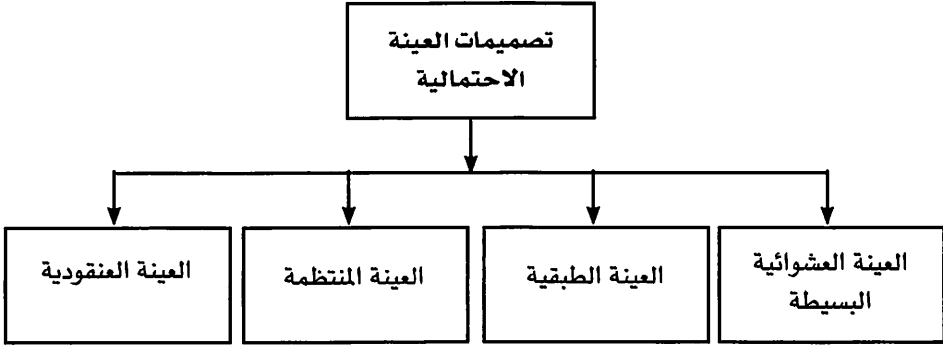 تصميمات العينة
الاحتمالية
العينة العشوائية
البسيطة
العينة الطبقية
العينة المنتظمة
العينة العنقودية